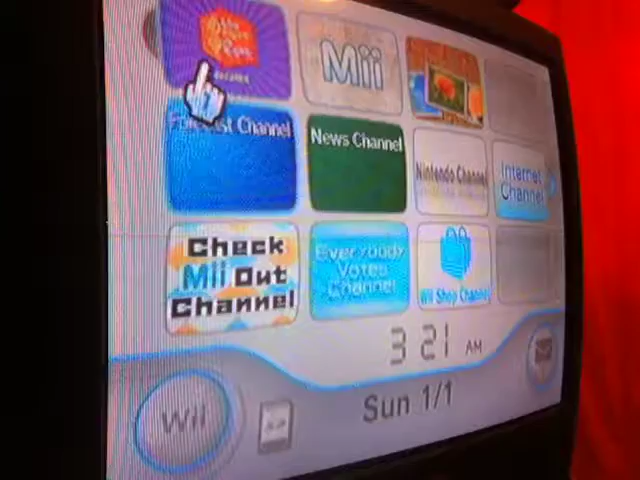 Mii
Forecast Channel
News Channel
Nintendo Channel
Internet
Channel
Check
Mii Out
Channel
Everybody
Votes
Channel
Wii Shop Channel
3 21 AM
Wii
Sun 1/1